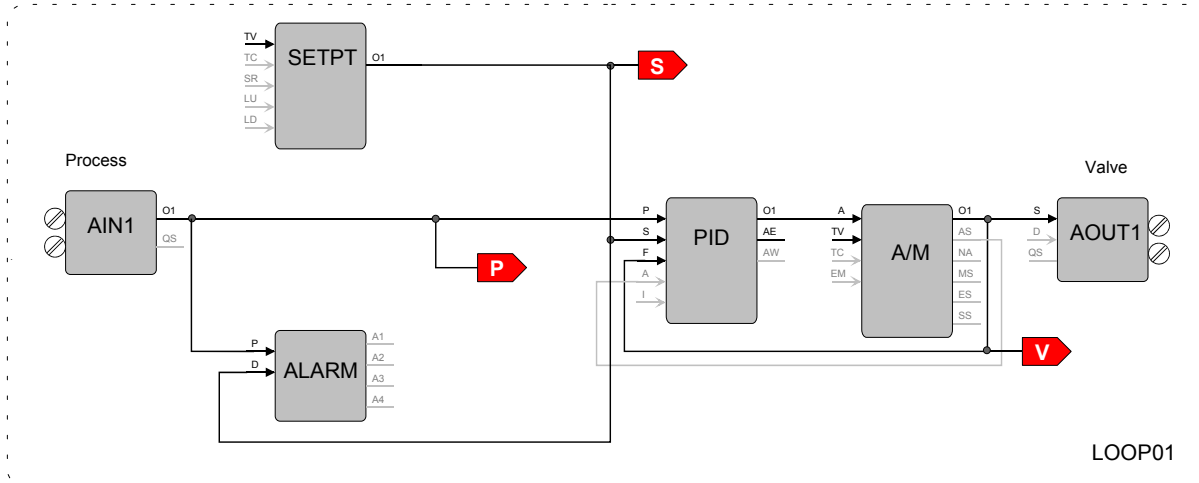 TV
TC
SR
LU
LD
SETPT
O1
S
Process
AIN1
O1
QS
P
P
D
ALARM
A1
A2
A3
A4
P
S
F
A
I
PID
O1
AE
AW
A
TV
TC
EM
A/M
O1
AS
NA
MS
ES
SS
V
Valve
S
D
QS
AOUT1
LOOP01